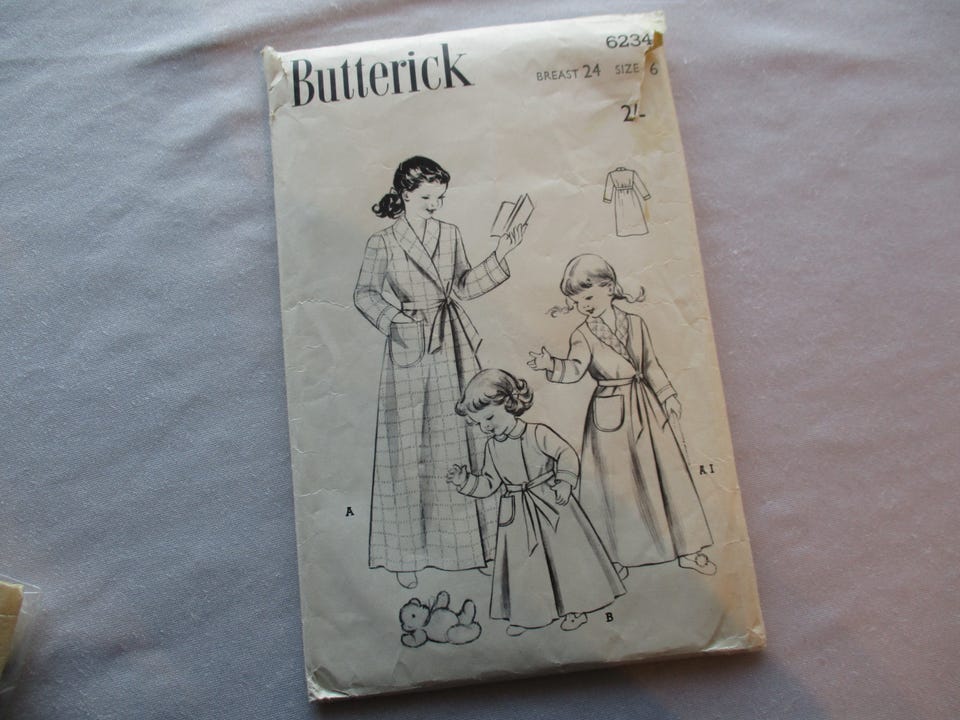 6234
Butterick
BREAST 24 SIZE 6
2/-
A1
A
B